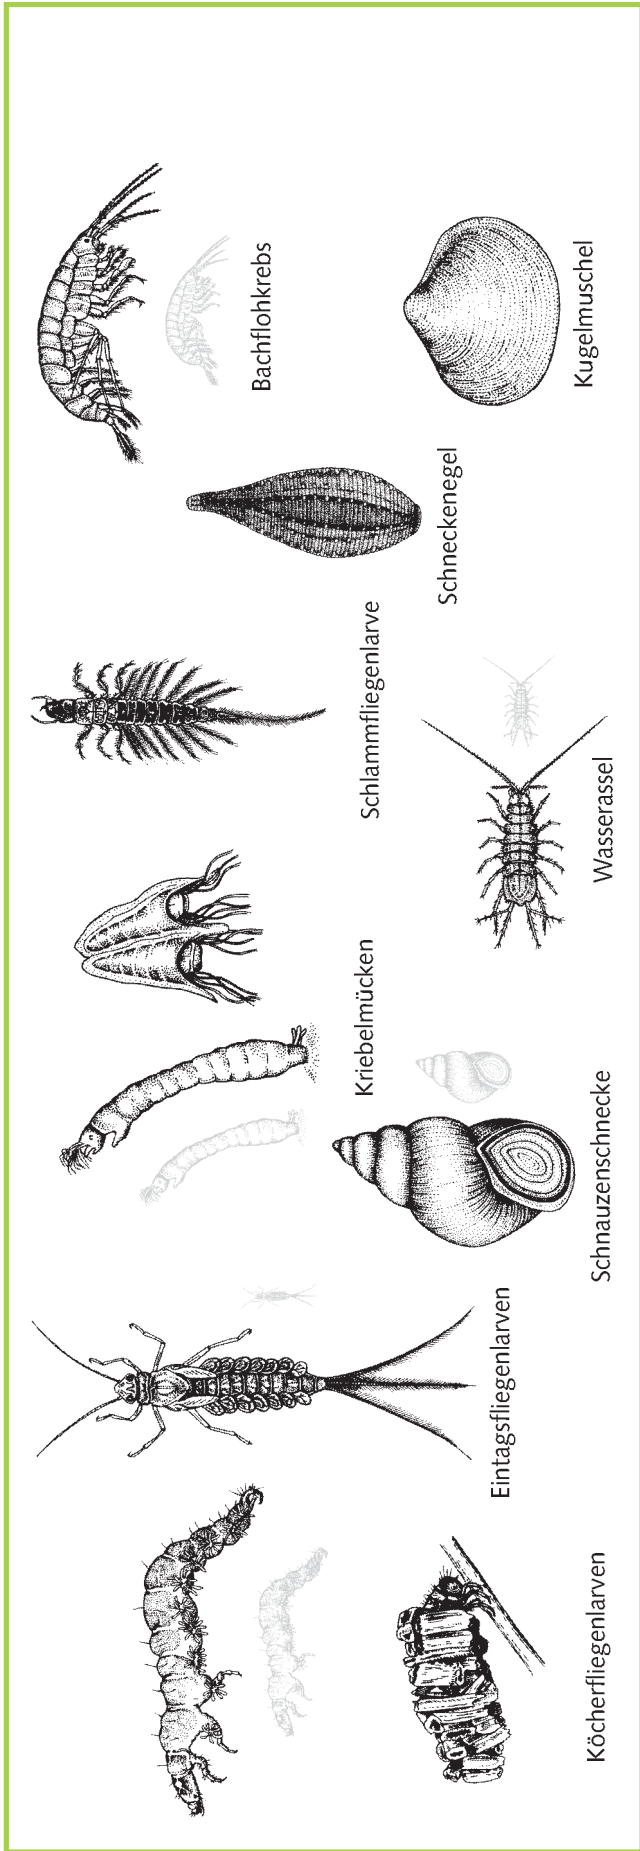 Bachflohkrebs
Kugelmuschel
Schneckenegel
Schlammfliegenlarve
Wasserassel
Kriebelmücken
Schnauzenschnecke
Eintagsfliegenlarven
Köcherfliegenlarven